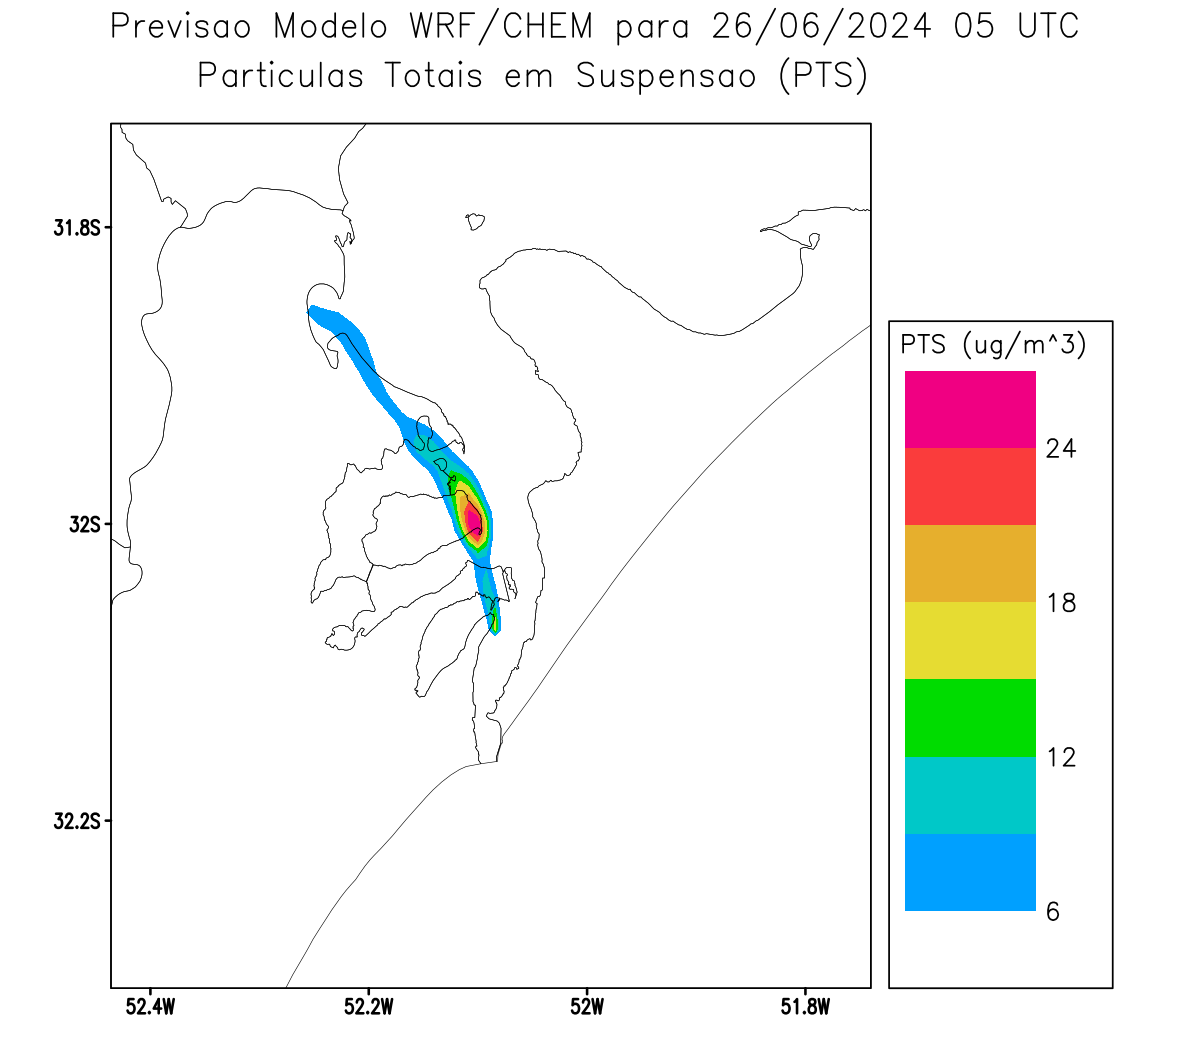 Previsao Modelo WRF/CHEM para 26/06/2024 05 UTC
Particulas Totais em Suspensao (PTS)
31.8S
32S
32.2S
52.4W
52.2W
52W
51.8W
PTS (ug/m^3)
24
18
12
6